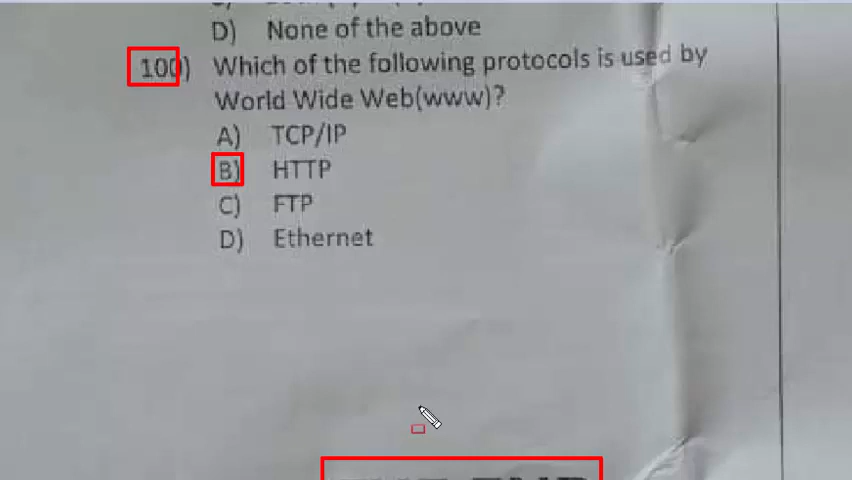 D) None of the above
100) Which of the following protocols is used by
World Wide Web(www)?
A) TCP/IP
B) HTTP
C) FTP
D) Ethernet